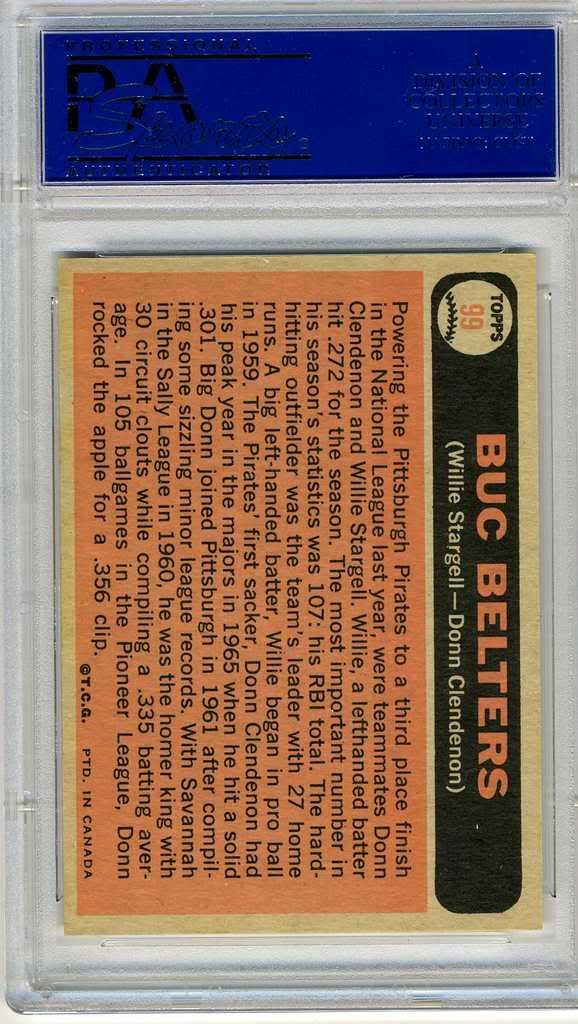 PROFESSIONAL
PSA
AUTHENTICATOR
A
DIVISION OF
COLLECTORS
UNIVERSE
TOPPS
99
BUC BELTERS
(Willie Stargell—Donn Clendenon)
Powering the Pittsburgh Pirates to a third place finish
in the National League last year, were teammates Donn
Clendenon and Willie Stargell. Willie, a lefthanded batter
hit .272 for the season. The most important number in
his season's statistics was 107: his RBI total. The hard-
hitting outfielder was the team's leader with 27 home
runs. A big left-handed batter, Willie began in pro ball
in 1959. The Pirates' first sacker, Donn Clendenon had
his peak year in the majors in 1965 when he hit a solid
.301. Big Donn joined Pittsburgh in 1961 after compil-
ing some sizzling minor league records. With Savannah
in the Sally League in 1960, he was the homer king with
30 circuit clouts while compiling a .335 batting aver-
age. In 105 ballgames in the Pioneer League, Donn
rocked the apple for a .356 clip.
©T.C.G. PTD. IN CANADA